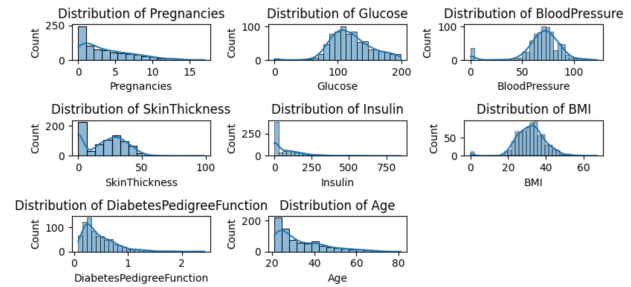 Distribution of Pregnancies
Count
250
0
0 5 10 15
Pregnancies
Distribution of Glucose
Count
100
0
0 100 200
Glucose
Distribution of BloodPressure
Count
100
0
0 50 100
BloodPressure
Distribution of SkinThickness
Count
200
0
0 50 100
SkinThickness
Distribution of Insulin
Count
250
0
0 250 500 750
Insulin
Distribution of BMI
Count
50
0
0 20 40 60
BMI
Distribution of DiabetesPedigreeFunction
Count
100
0
0 1 2
DiabetesPedigreeFunction
Distribution of Age
Count
200
0
20 40 60 80
Age